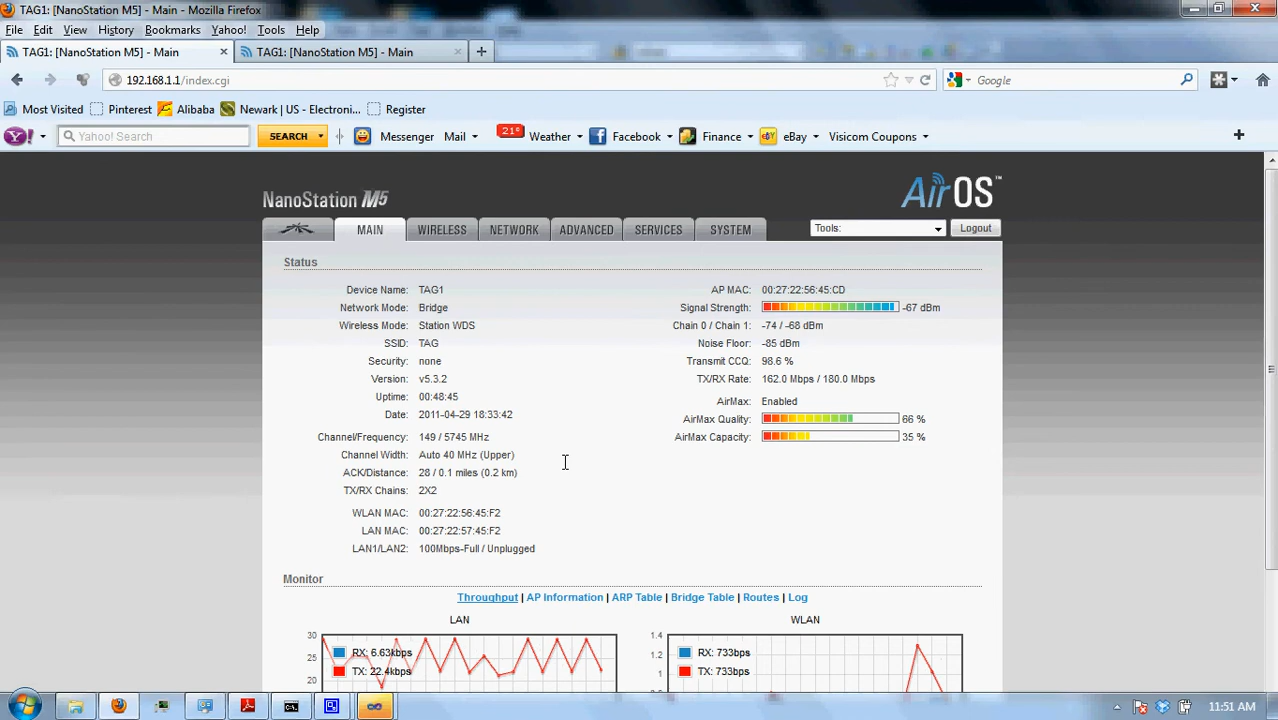 TAG1: [NanoStation M5] - Main - Mozilla Firefox
File Edit View History Bookmarks Yahoo! Tools Help
TAG1: [NanoStation M5] - Main × TAG1: [NanoStation M5] - Main × +
192.168.1.1/index.cgi Google
Most Visited Pinterest Alibaba Newark | US - Electroni... Register
Y! Yahoo! Search SEARCH Messenger Mail 21° Weather Facebook Finance eBay Visicom Coupons +
NanoStation M5 AirOS™
MAIN WIRELESS NETWORK ADVANCED SERVICES SYSTEM Tools: Logout
Status
Device Name: TAG1 AP MAC: 00:27:22:56:45:CD
Network Mode: Bridge Signal Strength: -67 dBm
Wireless Mode: Station WDS Chain 0 / Chain 1: -74 / -68 dBm
SSID: TAG Noise Floor: -85 dBm
Security: none Transmit CCQ: 98.6 %
Version: v5.3.2 TX/RX Rate: 162.0 Mbps / 180.0 Mbps
Uptime: 00:48:45 AirMax: Enabled
Date: 2011-04-29 18:33:42 AirMax Quality: 66 %
Channel/Frequency: 149 / 5745 MHz AirMax Capacity: 35 %
Channel Width: Auto 40 MHz (Upper)
ACK/Distance: 28 / 0.1 miles (0.2 km)
TX/RX Chains: 2X2
WLAN MAC: 00:27:22:56:45:F2
LAN MAC: 00:27:22:57:45:F2
LAN1/LAN2: 100Mbps-Full / Unplugged
Monitor
Throughput | AP Information | ARP Table | Bridge Table | Routes | Log
LAN WLAN
30 RX: 6.63kbps 1.4 RX: 733bps
25 TX: 22.4kbps 1.2 TX: 733bps
20 1
11:51 AM